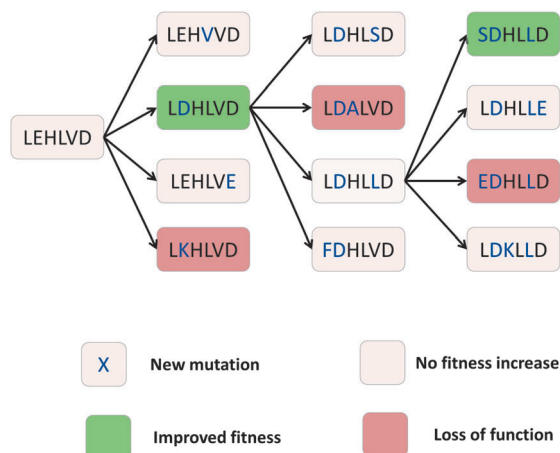 LEHVVD
LDHLSD
SDHLLD
LEHLVD
LDHLVD
LDALVD
LDHLLE
LEHLVE
LDHLLD
EDHLLD
LKHLVD
FDHLVD
LDKLLD
X New mutation
No fitness increase
Improved fitness
Loss of function